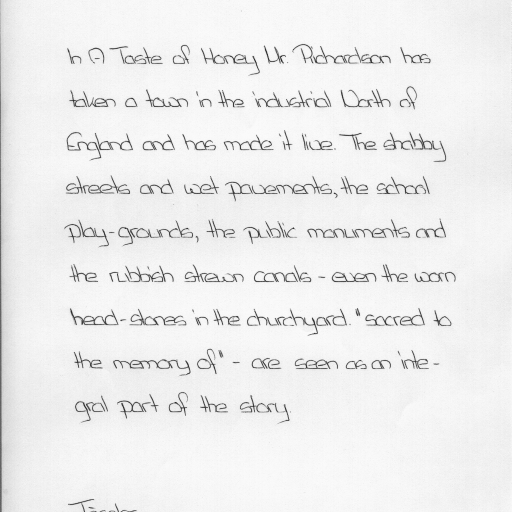 In A Taste of Honey Mr. Richardson has
taken a town in the industrial North of
England and has made it live. The shabby
streets and wet pavements, the school
play-grounds, the public monuments and
the rubbish strewn canals - even the worn
head-stones in the churchyard. "sacred to
the memory of" - are seen as an inte-
gral part of the story.